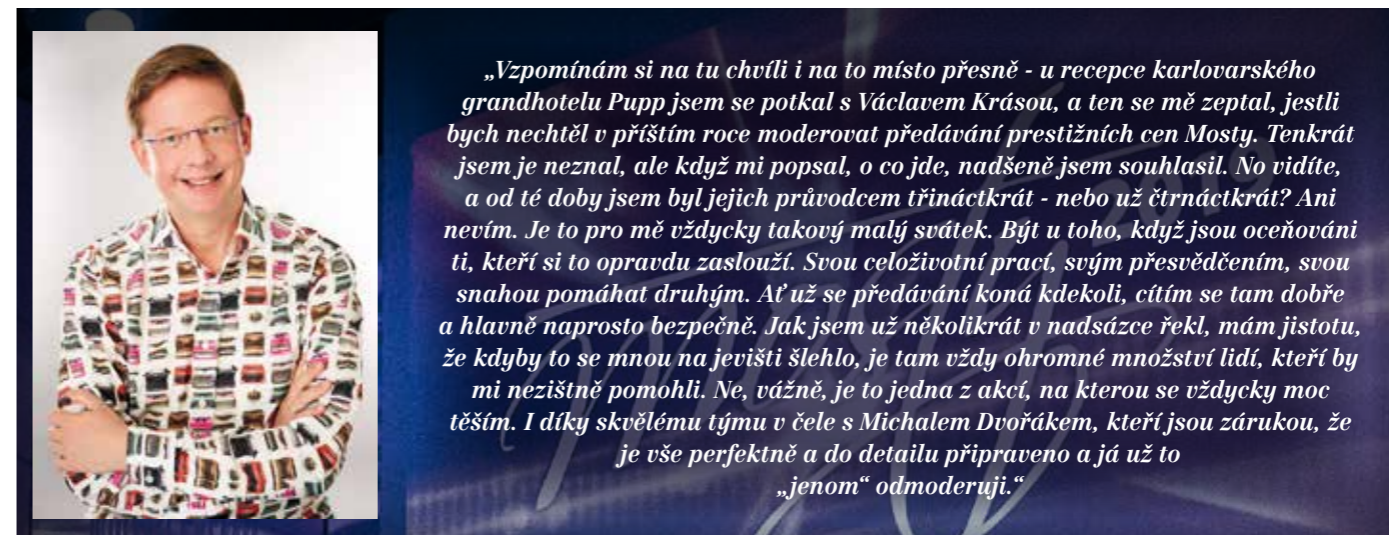 „Vzpomínám si na tu chvíli i na to místo přesně - u recepce karlovarského
grandhotelu Pupp jsem se potkal s Václavem Krásou, a ten se mě zeptal, jestli
bych nechtěl v příštím roce moderovat předávání prestižních cen Mosty. Tenkrát
jsem je neznal, ale když mi popsal, o co jde, nadšeně jsem souhlasil. No vidíte,
a od té doby jsem byl jejich průvodcem třináctkrát - nebo už čtrnáctkrát? Ani
nevím. Je to pro mě vždycky takový malý svátek. Být u toho, když jsou oceňováni
ti, kteří si to opravdu zaslouží. Svou celoživotní prací, svým přesvědčením, svou
snahou pomáhat druhým. Ať už se předávání koná kdekoli, cítím se tam dobře
a hlavně naprosto bezpečně. Jak jsem už několikrát v nadsázce řekl, mám jistotu,
že kdyby to se mnou na jevišti šlehlo, je tam vždy ohromné množství lidí, kteří by
mi nezištně pomohli. Ne, vážně, je to jedna z akcí, na kterou se vždycky moc
těším. I díky skvělému týmu v čele s Michalem Dvořákem, kteří jsou zárukou, že
je vše perfektně a do detailu připraveno a já už to
„jenom“ odmoderuji.“